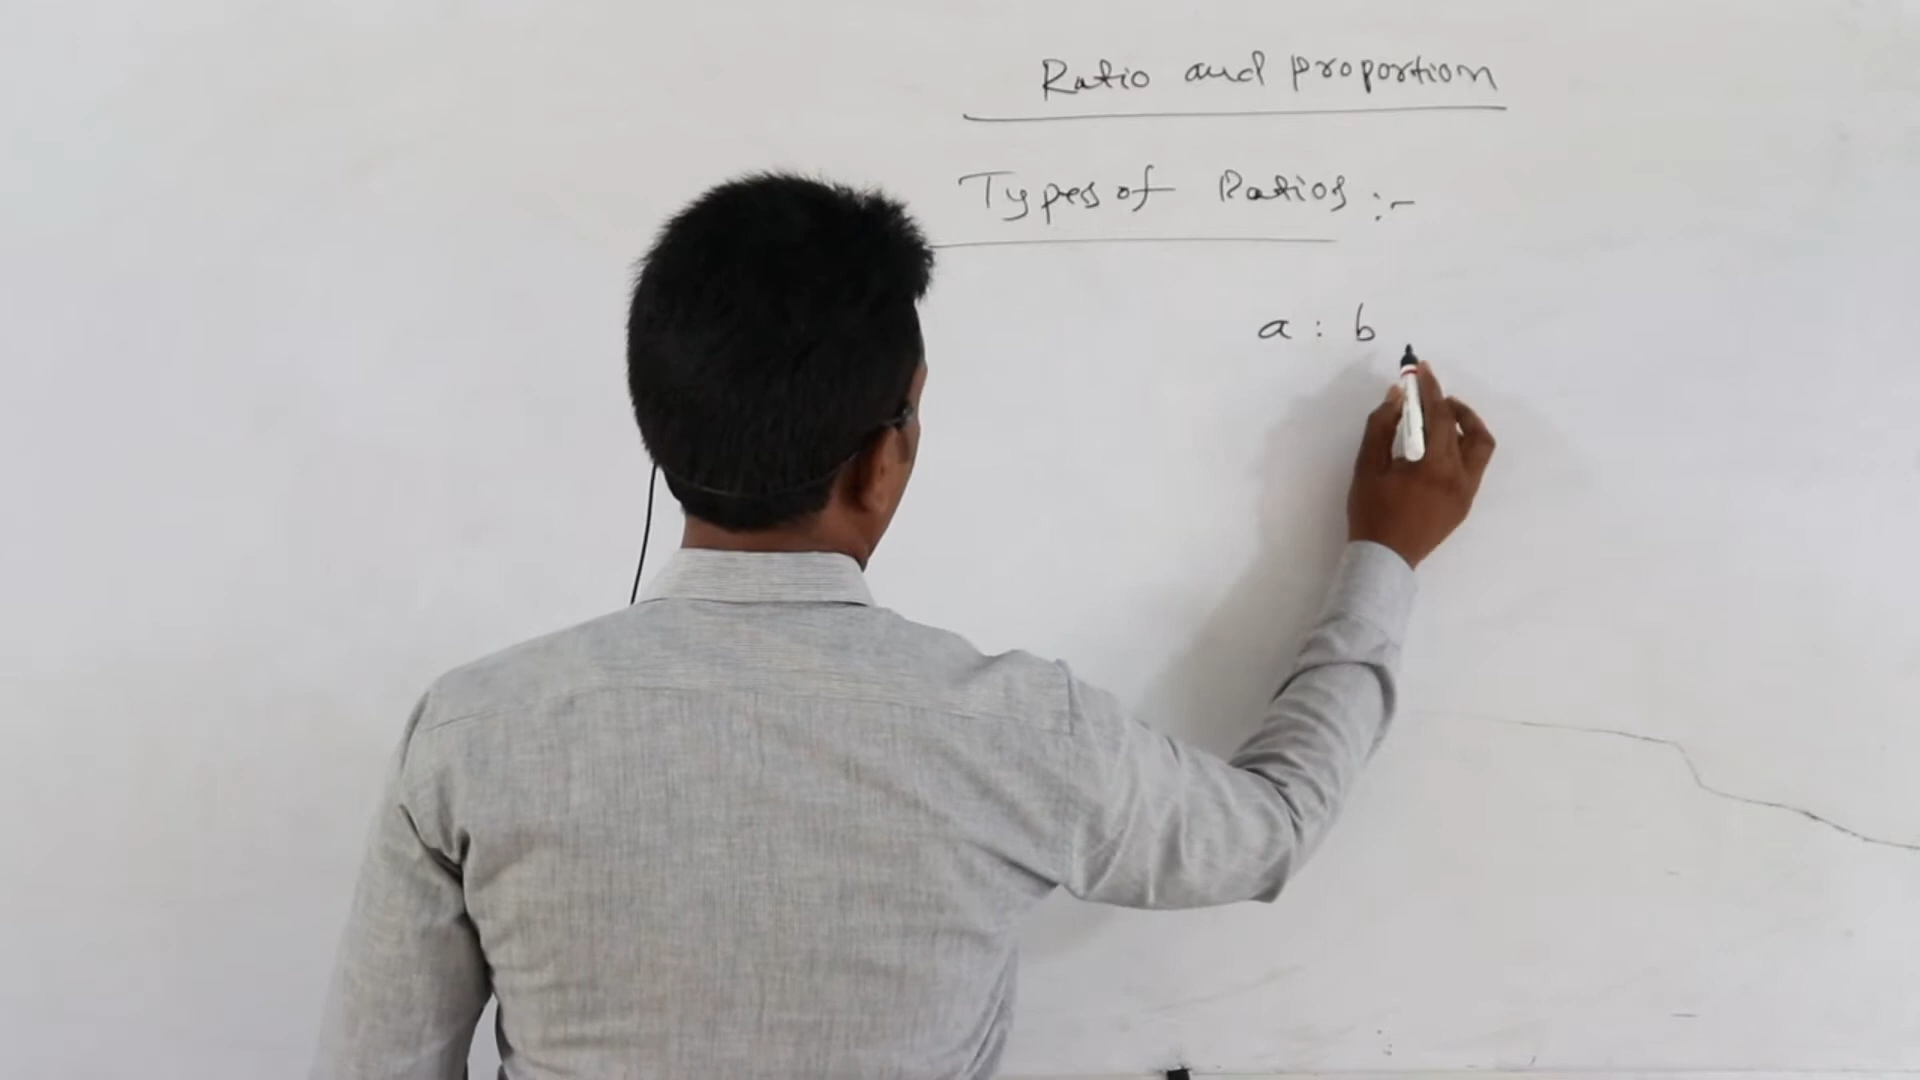 Ratio and proportion
Types of Ratios :-
a : b